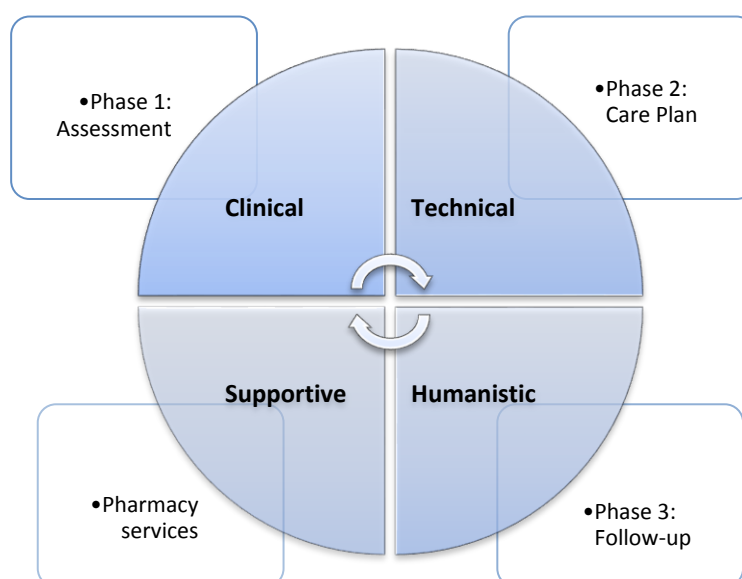 •Phase 1:
Assessment
•Phase 2:
Care Plan
Clinical
Technical
Supportive
Humanistic
•Pharmacy
services
•Phase 3:
Follow-up